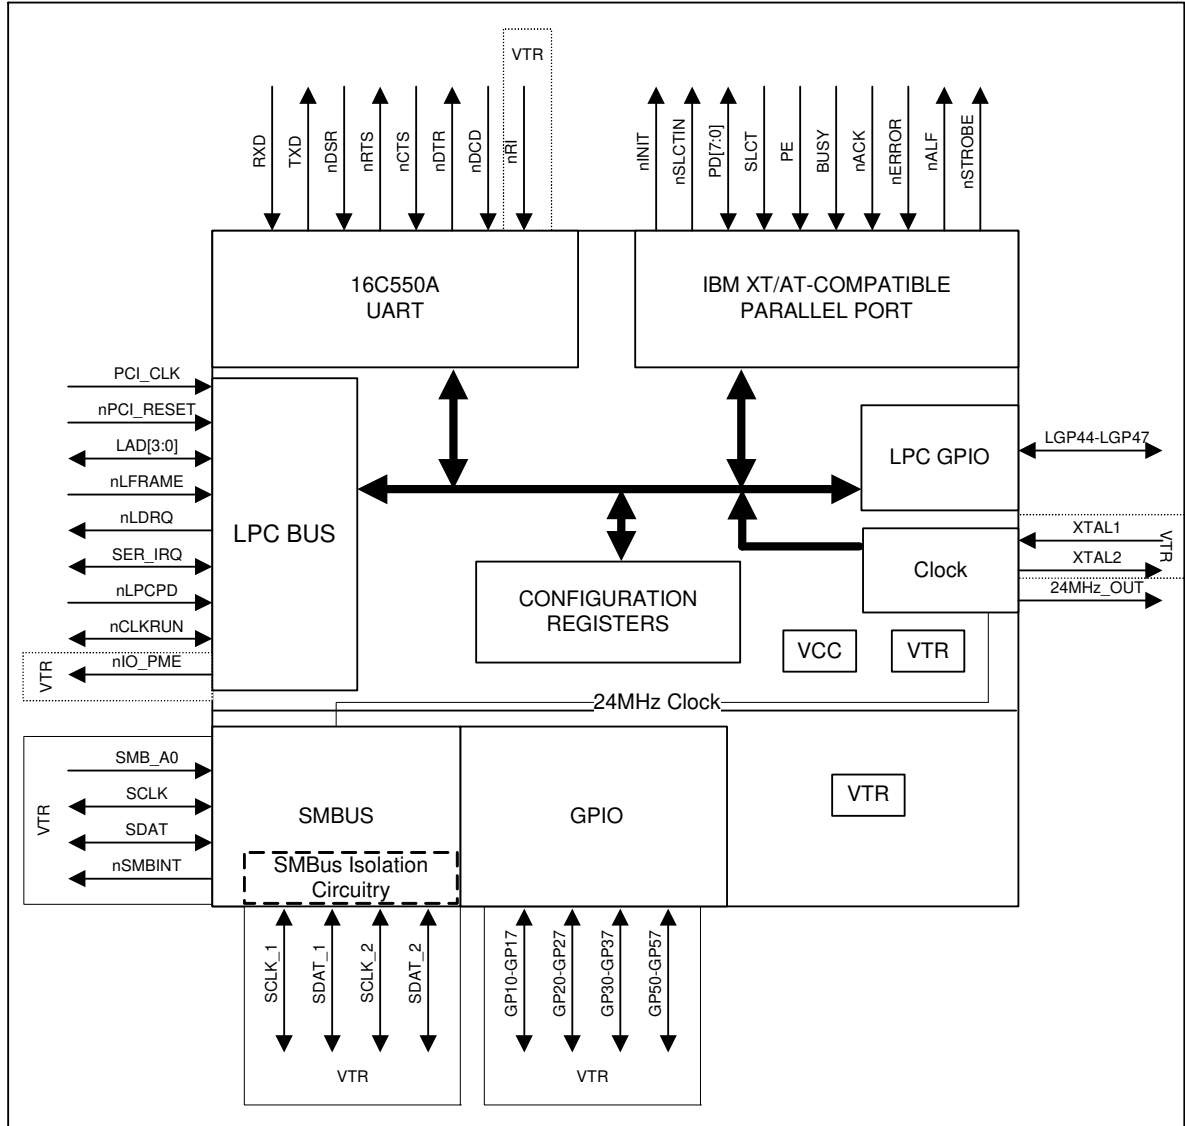 VTR
RXD
TXD
nDSR
nRTS
nCTS
nDTR
nDCD
nRI
nINIT
nSLCTIN
PD[7:0]
SLCT
PE
BUSY
nACK
nERROR
nALF
nSTROBE
16C550A
UART
IBM XT/AT-COMPATIBLE
PARALLEL PORT
PCI_CLK
nPCI_RESET
LAD[3:0]
nLFRAME
nLDRQ
SER_IRQ
nLPCPD
nCLKRUN
nIO_PME
VTR
LPC BUS
LPC GPIO
LGP44-LGP47
Clock
XTAL1
XTAL2
VTR
24MHz_OUT
CONFIGURATION
REGISTERS
VCC
VTR
24MHz Clock
SMB_A0
SCLK
SDAT
nSMBINT
VTR
SMBUS
GPIO
VTR
SMBus Isolation
Circuitry
SCLK_1
SDAT_1
SCLK_2
SDAT_2
GP10-GP17
GP20-GP27
GP30-GP37
GP50-GP57
VTR
VTR